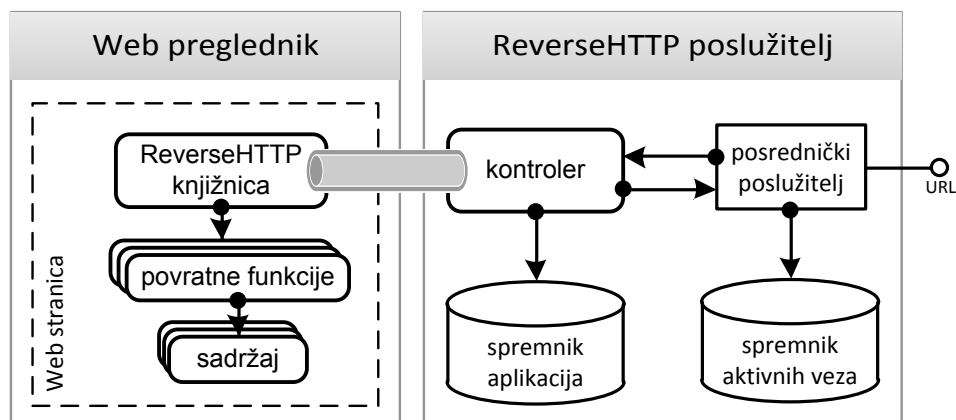 Web preglednik
ReverseHTTP poslužitelj
Web stranica
ReverseHTTP
knjižnica
povratne funkcije
sadržaj
kontroler
posrednički
poslužitelj
URL
spremnik
aplikacija
spremnik
aktivnih veza